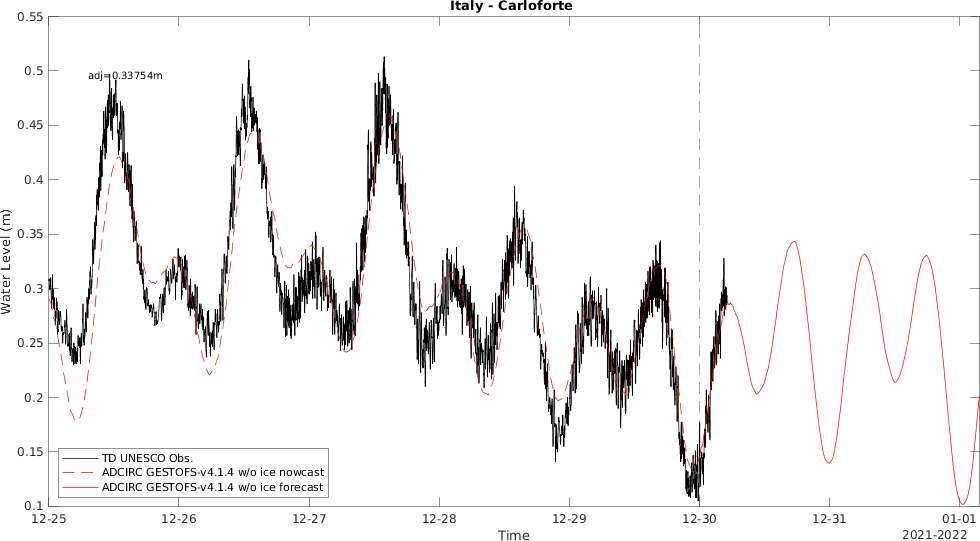 Italy - Carloforte
0.55
0.5
0.45
0.4
0.35
0.3
0.25
0.2
0.15
0.1
Water Level (m)
adj=0.33754m
TD UNESCO Obs.
ADCIRC GESTOFS-v4.1.4 w/o ice nowcast
ADCIRC GESTOFS-v4.1.4 w/o ice forecast
12-25 12-26 12-27 12-28 12-29 12-30 12-31 01-01
Time
2021-2022